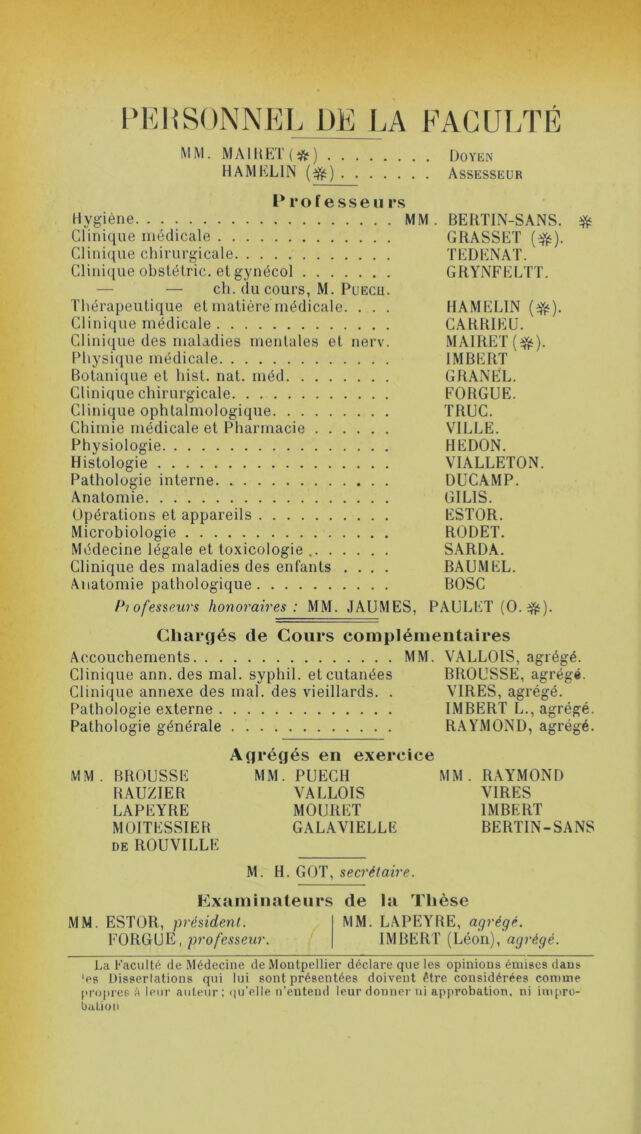 PERSONNEL DE LA FACULTÉ
MM. MAIRET (✻) . . . . . . . . DOYEN
HAMELIN (✻) . . . . . . . ASSESSEUR
Professeurs
Hygiène. . . . . . . . . . . . . . . . . . . . MM. BERTIN-SANS. ✻
Clinique médicale . . . . . . . . . . . . . GRASSET (✻).
Clinique chirurgicale. . . . . . . . . . . . TEDENAT.
Clinique obstétric. et gynécol . . . . . . . GRYNFELTT.
— — ch. du cours, M. PUECH.
Thérapeutique et matière médicale. . . . HAMELIN (✻).
Clinique médicale . . . . . . . . . . . . . CARRIEU.
Clinique des maladies mentales et nerv. MAIRET (✻).
Physique médicale. . . . . . . . . . . . . IMBERT
Botanique et hist. nat. méd. . . . . . . . GRANEL.
Clinique chirurgicale. . . . . . . . . . . . FORGUE.
Clinique ophtalmologique. . . . . . . . . TRUC.
Chimie médicale et Pharmacie . . . . . . VILLE.
Physiologie. . . . . . . . . . . . . . . . . HEDON.
Histologie . . . . . . . . . . . . . . . . . VIALLETON.
Pathologie interne. . . . . . . . . . . . . DUCAMP.
Anatomie. . . . . . . . . . . . . . . . . . GILIS.
Opérations et appareils . . . . . . . . . . ESTOR.
Microbiologie . . . . . . . . . . . . . . . RODET.
Médecine légale et toxicologie . . . . . . . SARDA.
Clinique des maladies des enfants . . . . BAUMEL.
Anatomie pathologique . . . . . . . . . . BOSC
Professeurs honoraires : MM. JAUMES, PAULET (O. ✻).
Chargés de Cours complémentaires
Accouchements. . . . . . . . . . . . . . . . MM. VALLOIS, agrégé.
Clinique ann. des mal. syphil. et cutanées BROUSSE, agrégé.
Clinique annexe des mal. des vieillards. . VIRES, agrégé.
Pathologie externe . . . . . . . . . . . . . IMBERT L., agrégé.
Pathologie générale . . . . . . . . . . . . RAYMOND, agrégé.
Agrégés en exercice
MM. BROUSSE MM. PUECH MM. RAYMOND
RAUZIER VALLOIS VIRES
LAPEYRE MOURET IMBERT
MOITESSIER GALAVIELLE BERTIN-SANS
DE ROUVILLE
M. H. GOT, secrétaire.
Examinateurs de la Thèse
MM. ESTOR, président. MM. LAPEYRE, agrégé.
FORGUE, professeur. IMBERT (Léon), agrégé.
La Faculté de Médecine de Montpellier déclare que les opinions émises dans
les Dissertations qui lui sont présentées doivent être considérées comme
propres à leur auteur ; qu'elle n'entend leur donner ni approbation, ni impro-
bation